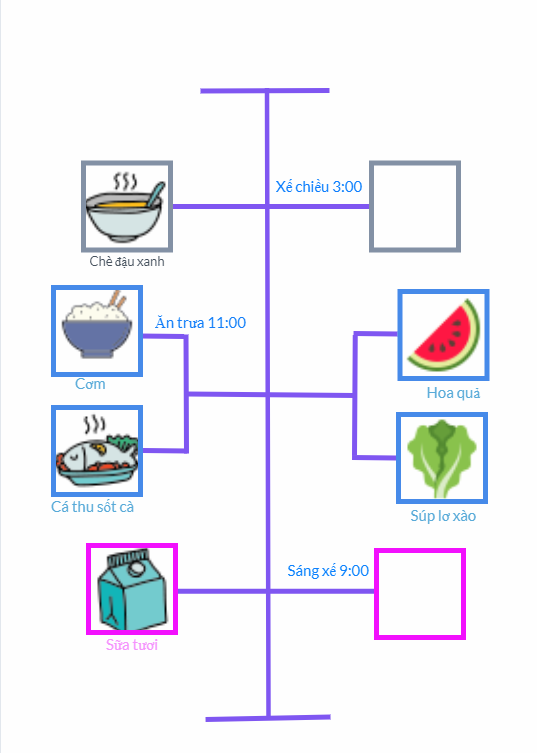 Xế chiều 3:00
Chè đậu xanh
Ăn trưa 11:00
Cơm
Hoa quả
Cá thu sốt cà
Súp lơ xào
Sáng xế 9:00
Sữa tươi